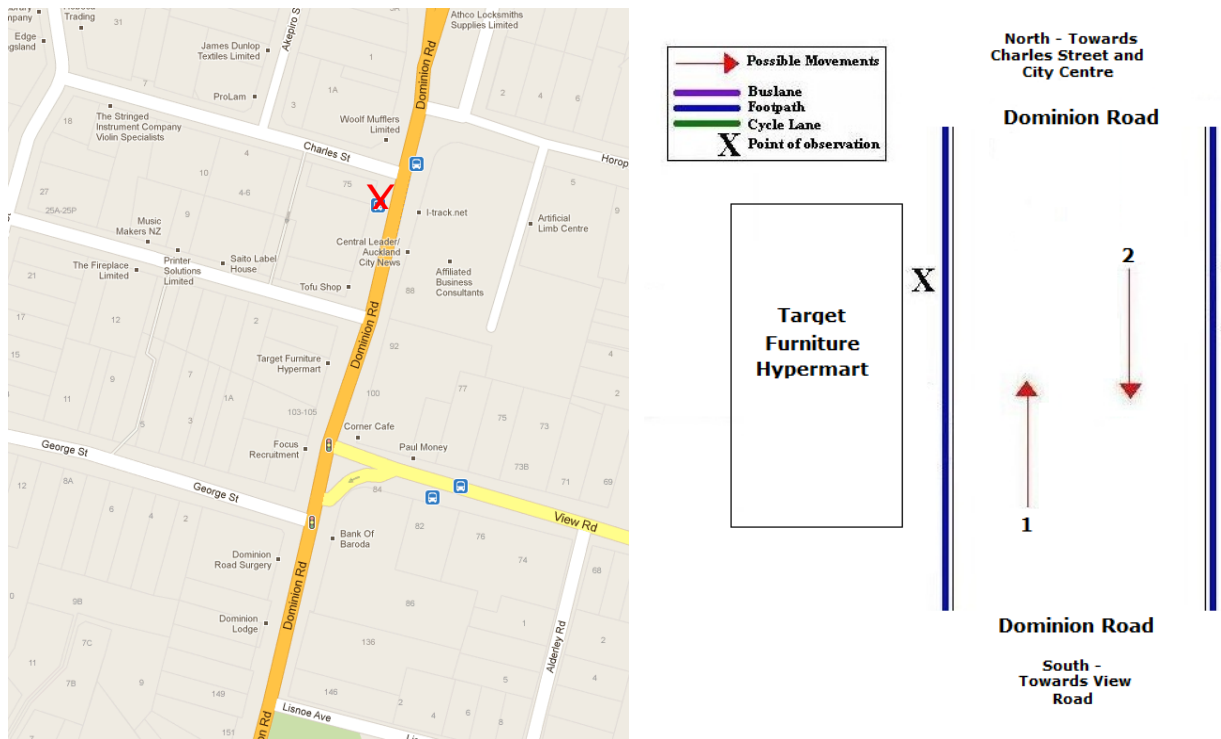 Trading
31
3A
Athco Locksmiths
Supplies Limited
Edge
James Dunlop
Textiles Limited
Akepiro S
Dominion Rd
1
7
ProLam
1A
3
2
4
6
The Stringed
Instrument Company
Violin Specialists
18
Woolf Mufflers
Limited
Charles St
Horop
4
10
75
X
5
27
4-6
25A-25P
9
I-track.net
Artificial
Limb Centre
9
Music
Makers NZ
Printer
Solutions
Limited
Saito Label
House
Central Leader/
Auckland
City News
The Fireplace
Limited
21
Affiliated
Business
Consultants
Tofu Shop
88
17
12
2
Dominion Rd
92
4
15
Target Furniture
Hypermart
9
7
77
2
11
1A
100
75
103-105
73
5
3
Corner Cafe
George St
Focus
Recruitment
Paul Money
73B
12
8A
George St
84
71
69
6
4
2
82
View Rd
Bank Of
Baroda
76
Dominion
Road Surgery
74
68
9B
Dominion Rd
86
Dominion
Lodge
1
Alderley Rd
7C
136
3
2
11
7B
9
149
146
5
4
2
6
8
Lisnoe Ave
151
Possible Movements
Buslane
Footpath
Cycle Lane
X Point of observation
North - Towards
Charles Street and
City Centre
Dominion Road
2
X
Target
Furniture
Hypermart
1
Dominion Road
South -
Towards View
Road